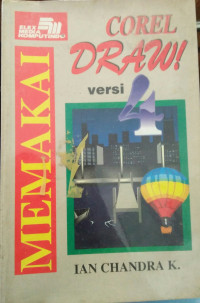 ELEX
MEDIA
KOMPUTINDO
MEMAKAI
COREL
DRAW!
versi
4
IAN CHANDRA K.